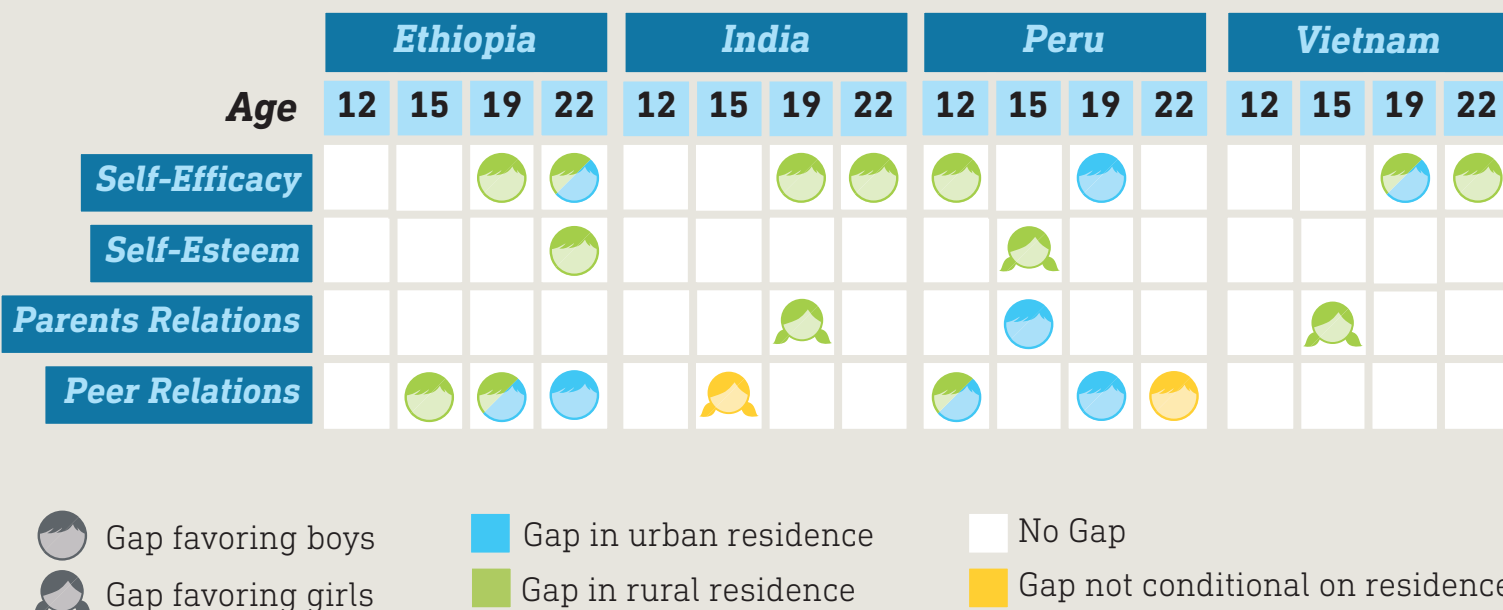 Ethiopia India Peru Vietnam
Age 12 15 19 22 12 15 19 22 12 15 19 22 12 15 19 22
Self-Efficacy
Self-Esteem
Parents Relations
Peer Relations
Gap favoring boys Gap in urban residence No Gap
Gap favoring girls Gap in rural residence Gap not conditional on residence